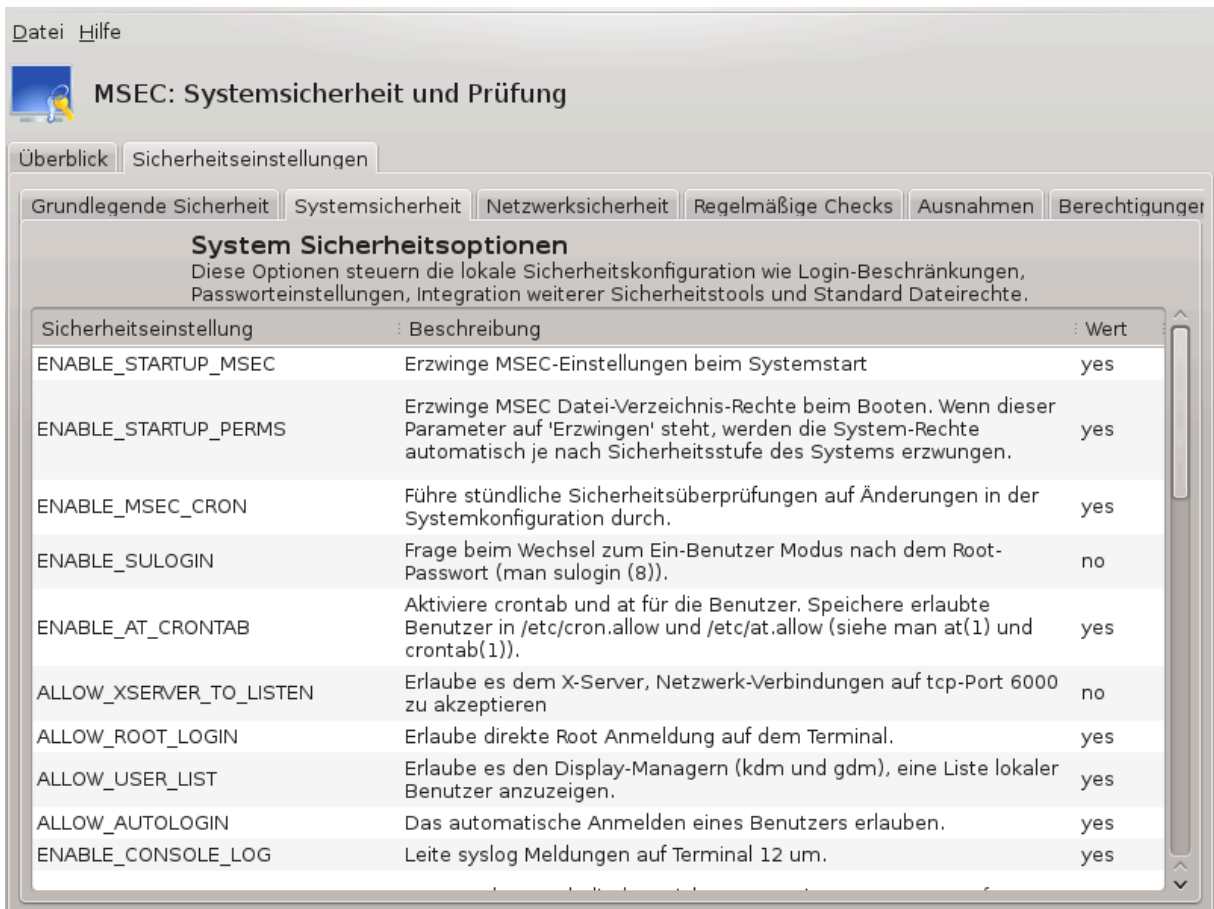 Datei Hilfe
MSEC: Systemsicherheit und Prüfung
Überblick Sicherheitseinstellungen
Grundlegende Sicherheit Systemsicherheit Netzwerksicherheit Regelmäßige Checks Ausnahmen Berechtigungen
System Sicherheitsoptionen
Diese Optionen steuern die lokale Sicherheitskonfiguration wie Login-Beschränkungen,
Passworteinstellungen, Integration weiterer Sicherheitstools und Standard Dateirechte.
Sicherheitseinstellung Beschreibung Wert
ENABLE_STARTUP_MSEC Erzwinge MSEC-Einstellungen beim Systemstart yes
Erzwinge MSEC Datei-Verzeichnis-Rechte beim Booten. Wenn dieser
ENABLE_STARTUP_PERMS Parameter auf 'Erzwingen' steht, werden die System-Rechte yes
automatisch je nach Sicherheitsstufe des Systems erzwungen.
ENABLE_MSEC_CRON Führe stündliche Sicherheitsüberprüfungen auf Änderungen in der
Systemkonfiguration durch. yes
ENABLE_SULOGIN Frage beim Wechsel zum Ein-Benutzer Modus nach dem Root-
Passwort (man sulogin (8)). no
Aktiviere crontab und at für die Benutzer. Speichere erlaubte
ENABLE_AT_CRONTAB Benutzer in /etc/cron.allow und /etc/at.allow (siehe man at(1) und yes
crontab(1)).
ALLOW_XSERVER_TO_LISTEN Erlaube es dem X-Server, Netzwerk-Verbindungen auf tcp-Port 6000
zu akzeptieren no
ALLOW_ROOT_LOGIN Erlaube direkte Root Anmeldung auf dem Terminal. yes
ALLOW_USER_LIST Erlaube es den Display-Managern (kdm und gdm), eine Liste lokaler
Benutzer anzuzeigen. yes
ALLOW_AUTOLOGIN Das automatische Anmelden eines Benutzers erlauben. yes
ENABLE_CONSOLE_LOG Leite syslog Meldungen auf Terminal 12 um. yes